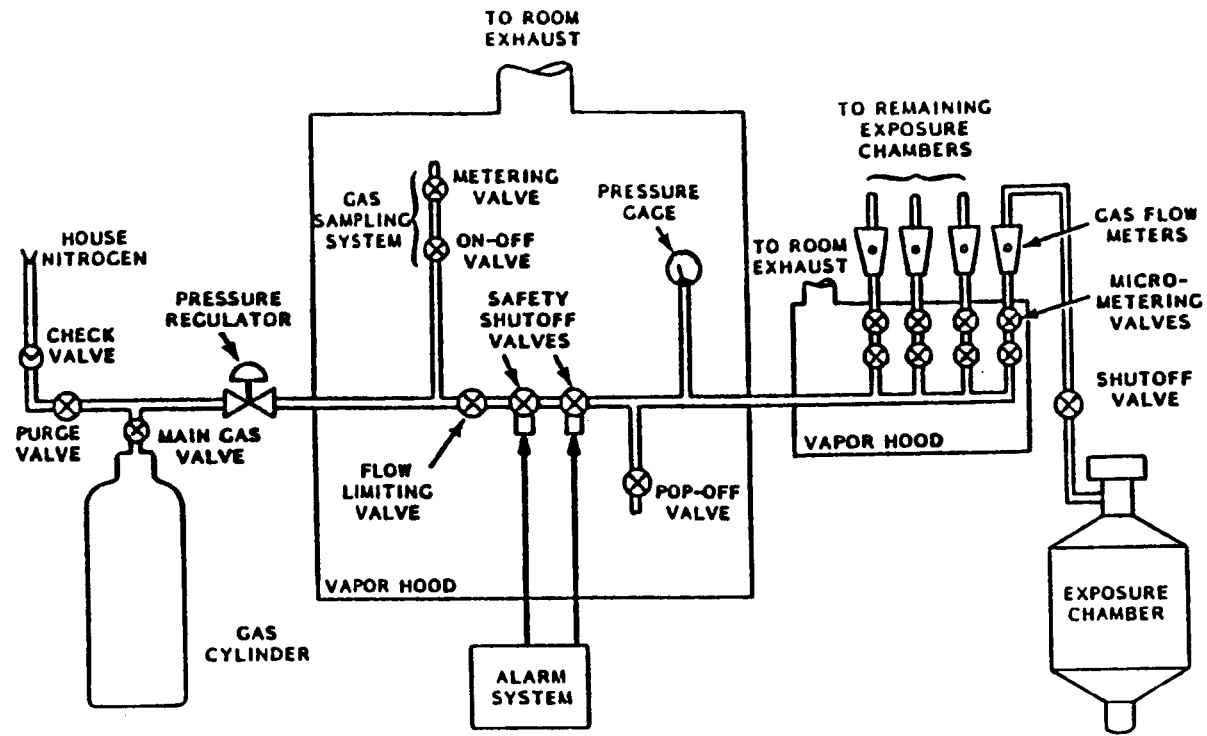 TO ROOM
EXHAUST
TO REMAINING
EXPOSURE
CHAMBERS
METERING
VALVE
GAS
SAMPLING
SYSTEM
ON-OFF
VALVE
PRESSURE
GAGE
TO ROOM
EXHAUST
GAS FLOW
METERS
MICRO-
METERING
VALVES
HOUSE
NITROGEN
PRESSURE
REGULATOR
SAFETY
SHUTOFF
VALVES
CHECK
VALVE
SHUTOFF
VALVE
PURGE
VALVE
MAIN GAS
VALVE
FLOW
LIMITING
VALVE
POP-OFF
VALVE
VAPOR HOOD
VAPOR HOOD
GAS
CYLINDER
ALARM
SYSTEM
EXPOSURE
CHAMBER